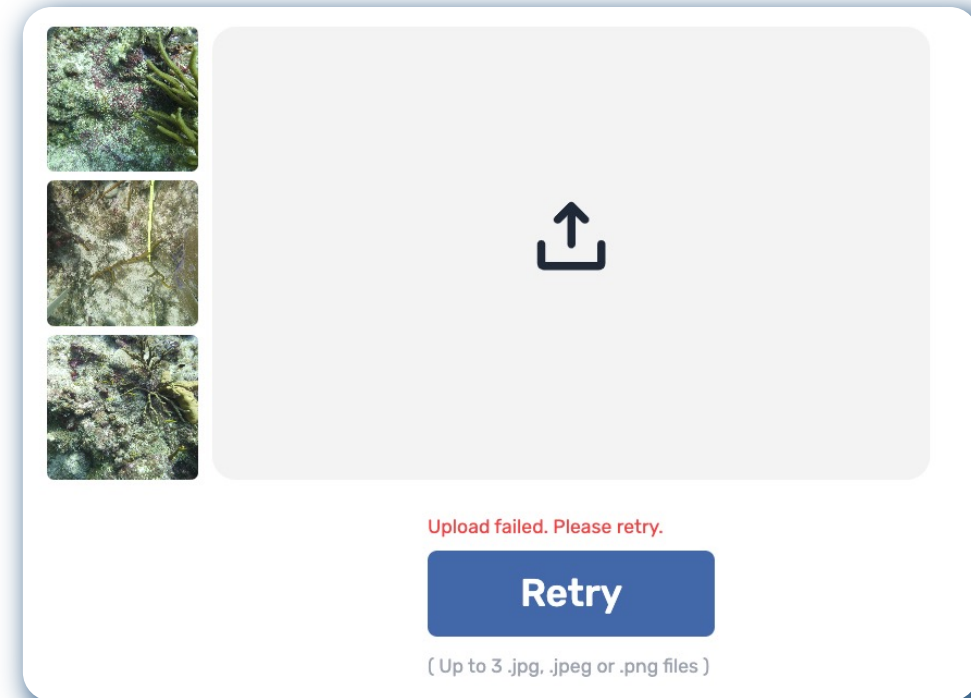 Upload failed. Please retry.
Retry
( Up to 3 .jpg, .jpeg or .png files )